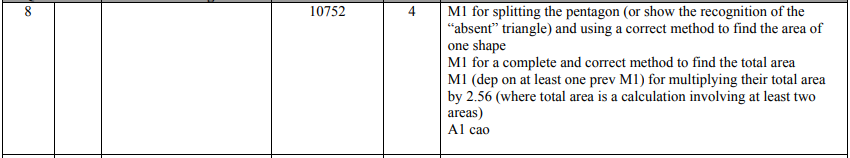 8 10752 4 M1 for splitting the pentagon (or show the recognition of the
“absent” triangle) and using a correct method to find the area of
one shape
M1 for a complete and correct method to find the total area
M1 (dep on at least one prev M1) for multiplying their total area
by 2.56 (where total area is a calculation involving at least two
areas)
A1 cao